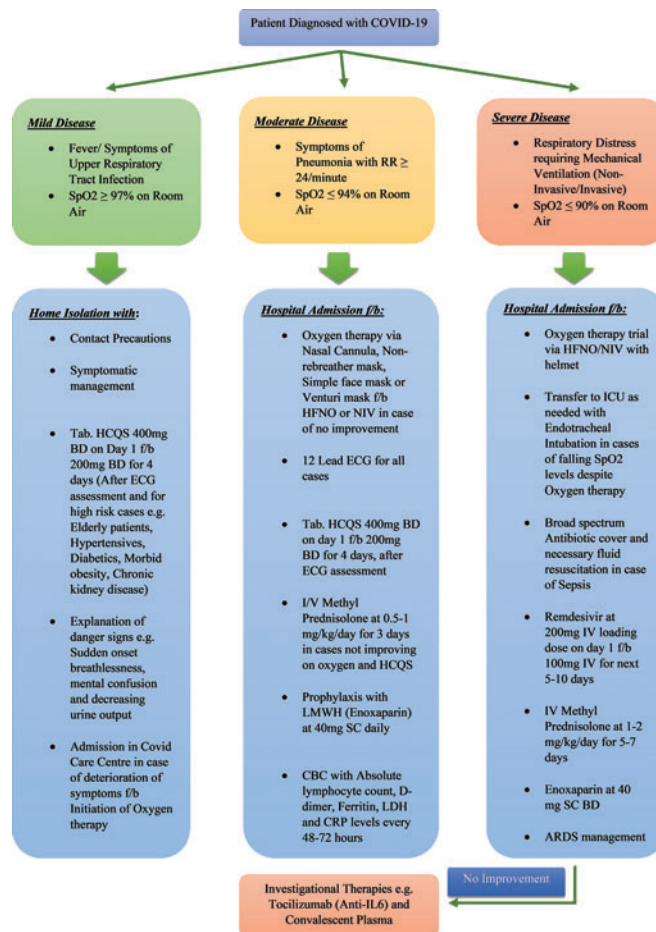 Patient Diagnosed with COVID-19
Mild Disease
• Fever/ Symptoms of
Upper Respiratory
Tract Infection
• SpO2 ≥ 97% on Room
Air
Moderate Disease
• Symptoms of
Pneumonia with RR ≥
24/minute
• SpO2 ≤ 94% on Room
Air
Severe Disease
• Respiratory Distress
requiring Mechanical
Ventilation (Non-
Invasive/Invasive)
• SpO2 ≤ 90% on Room
Air
Home Isolation with:
• Contact Precautions
• Symptomatic
management
• Tab. HCQS 400mg
BD on Day 1 f/b
200mg BD for 4
days (After ECG
assessment and for
high risk cases e.g.
Elderly patients,
Hypertensives,
Diabetics, Morbid
obesity, Chronic
kidney disease)
• Explanation of
danger signs e.g.
Sudden onset
breathlessness,
mental confusion
and decreasing
urine output
• Admission in Covid
Care Centre in case
of deterioration of
symptoms f/b
Initiation of Oxygen
therapy
Hospital Admission f/b:
• Oxygen therapy via
Nasal Cannula, Non-
rebreather mask,
Simple face mask or
Venturi mask f/b
HFNO or NIV in case
of no improvement
• 12 Lead ECG for all
cases
• Tab. HCQS 400mg BD
on day 1 f/b 200mg
BD for 4 days, after
ECG assessment
• I/V Methyl
Prednisolone at 0.5-1
mg/kg/day for 3 days
in cases not improving
on oxygen and HCQS
• Prophylaxis with
LMWH (Enoxaparin) at
40mg SC daily
• CBC with Absolute
lymphocyte count, D-
dimer, Ferritin, LDH
and CRP levels every
48-72 hours
Hospital Admission f/b:
• Oxygen therapy trial
via HFNO/NIV with
helmet
• Transfer to ICU as
needed with
Endotracheal
Intubation in cases
of falling SpO2
levels despite
Oxygen therapy
• Broad spectrum
Antibiotic cover and
necessary fluid
resuscitation in case
of Sepsis
• Remdesivir at
200mg IV loading
dose on day 1 f/b
100mg IV for next
5-10 days
• IV Methyl
Prednisolone at 1-2
mg/kg/day for 5-7
days
• Enoxaparin at 40
mg SC BD
• ARDS management
No Improvement
Investigational Therapies e.g.
Tocilizumab (Anti-IL6) and
Convalescent Plasma